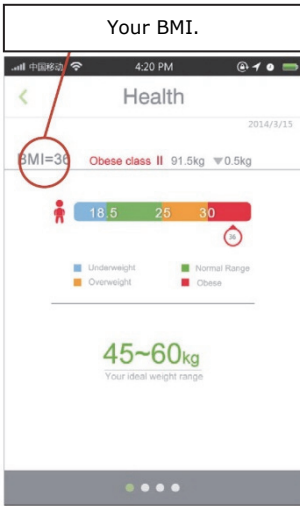 Your BMI.
中国移动 4:20 PM
Health
2014/3/15
BMI=36 Obese class II 91.5kg ▼0.5kg
18.5 25 30
36
Underweight Normal Range
Overweight Obese
45~60kg
Your ideal weight range